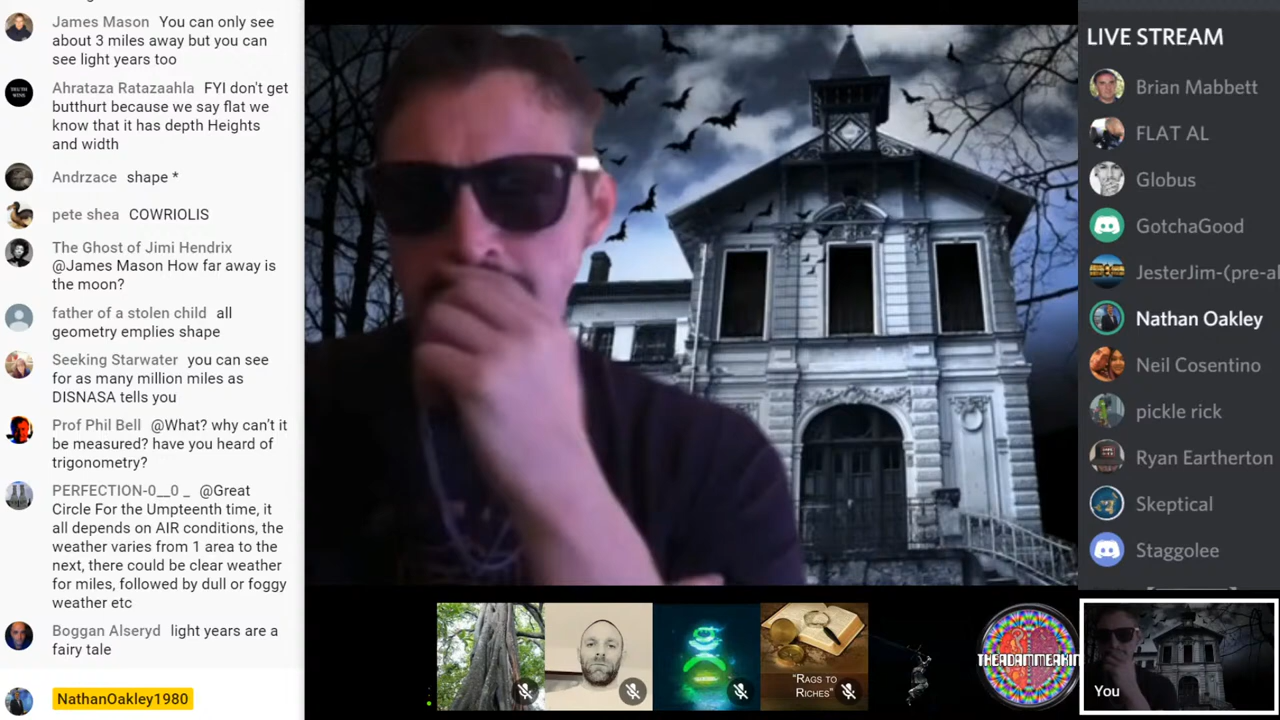 James Mason You can only see
about 3 miles away but you can
see light years too
Ahrataza Ratazaahla FYI don't get
butthurt because we say flat we
know that it has depth Heights
and width
Andrzace shape *
pete shea COWRIOLIS
The Ghost of Jimi Hendrix
@James Mason How far away is
the moon?
father of a stolen child all
geometry emplies shape
Seeking Starwater you can see
for as many million miles as
DISNASA tells you
Prof Phil Bell @What? why can't it
be measured? have you heard of
trigonometry?
PERFECTION-0__0 _ @Great
Circle For the Umpteenth time, it
all depends on AIR conditions, the
weather varies from 1 area to the
next, there could be clear weather
for miles, followed by dull or foggy
weather etc
Boggan Alseryd light years are a
fairy tale
NathanOakley1980
"RAGS TO
RICHES"
THEADAMMEAKIN
LIVE STREAM
Brian Mabbett
FLAT AL
Globus
GotchaGood
JesterJim-(pre-al
Nathan Oakley
Neil Cosentino
pickle rick
Ryan Eartherton
Skeptical
Staggolee
You